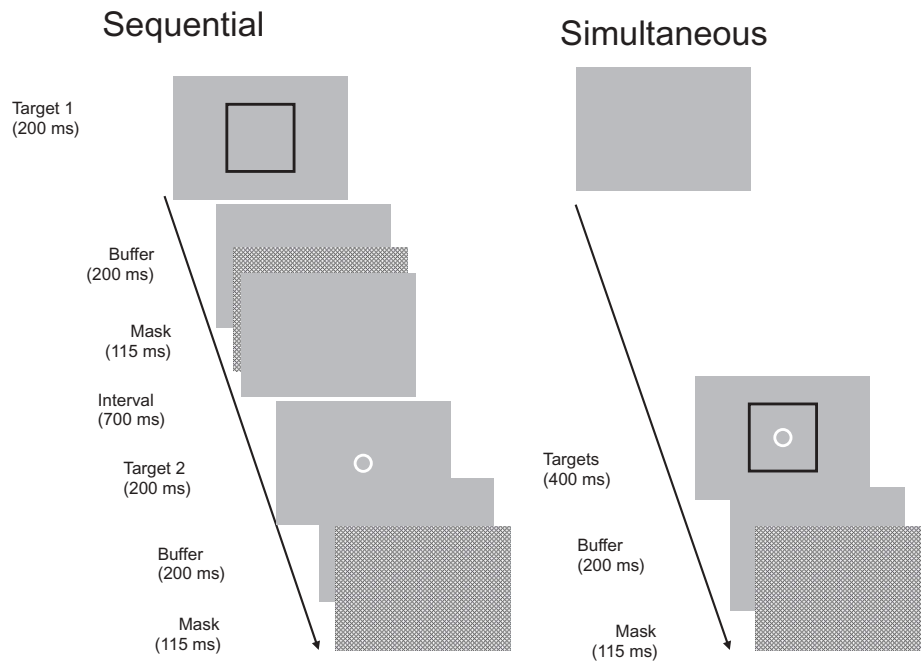 Sequential
Simultaneous
Target 1
(200 ms)
Buffer
(200 ms)
Mask
(115 ms)
Interval
(700 ms)
Target 2
(200 ms)
Buffer
(200 ms)
Mask
(115 ms)
Targets
(400 ms)
Buffer
(200 ms)
Mask
(115 ms)